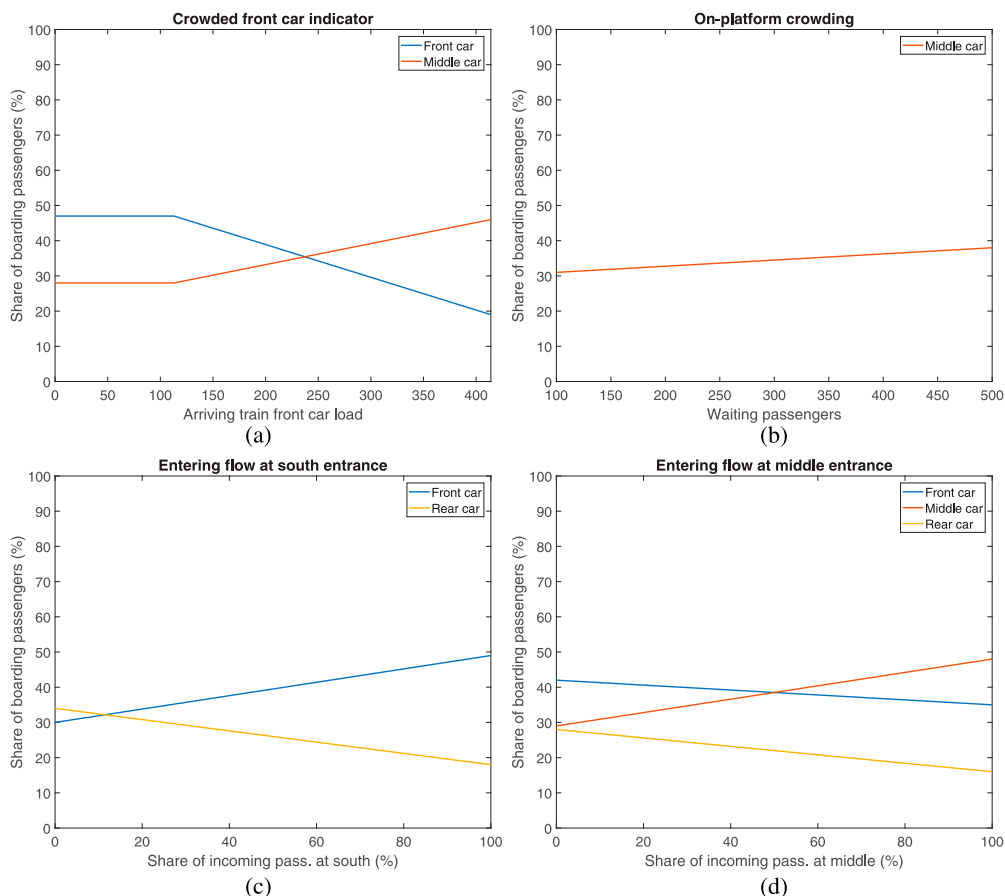 Crowded front car indicator
100
90
80
70
60
50
40
30
20
10
0
Share of boarding passengers (%)
Front car
Middle car
0 50 100 150 200 250 300 350 400
Arriving train front car load
(a)
On-platform crowding
100
90
80
70
60
50
40
30
20
10
0
Share of boarding passengers (%)
Middle car
100 150 200 250 300 350 400 450 500
Waiting passengers
(b)
Entering flow at south entrance
100
90
80
70
60
50
40
30
20
10
0
Share of boarding passengers (%)
Front car
Rear car
0 20 40 60 80 100
Share of incoming pass. at south (%)
(c)
Entering flow at middle entrance
100
90
80
70
60
50
40
30
20
10
0
Share of boarding passengers (%)
Front car
Middle car
Rear car
0 20 40 60 80 100
Share of incoming pass. at middle (%)
(d)